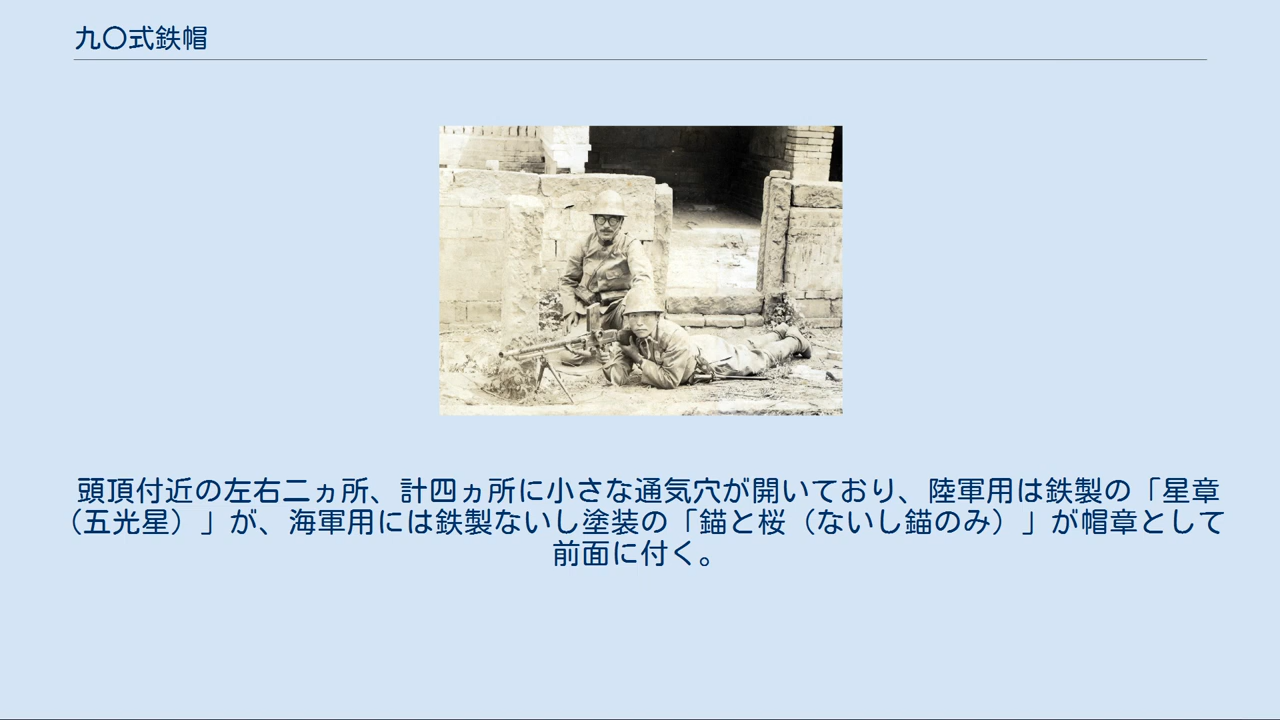 九〇式鉄帽
頭頂付近の左右二ヵ所、計四ヵ所に小さな通気穴が開いており、陸軍用は鉄製の「星章
（五光星）」が、海軍用には鉄製ないし塗装の「錨と桜（ないし錨のみ）」が帽章として
前面に付く。